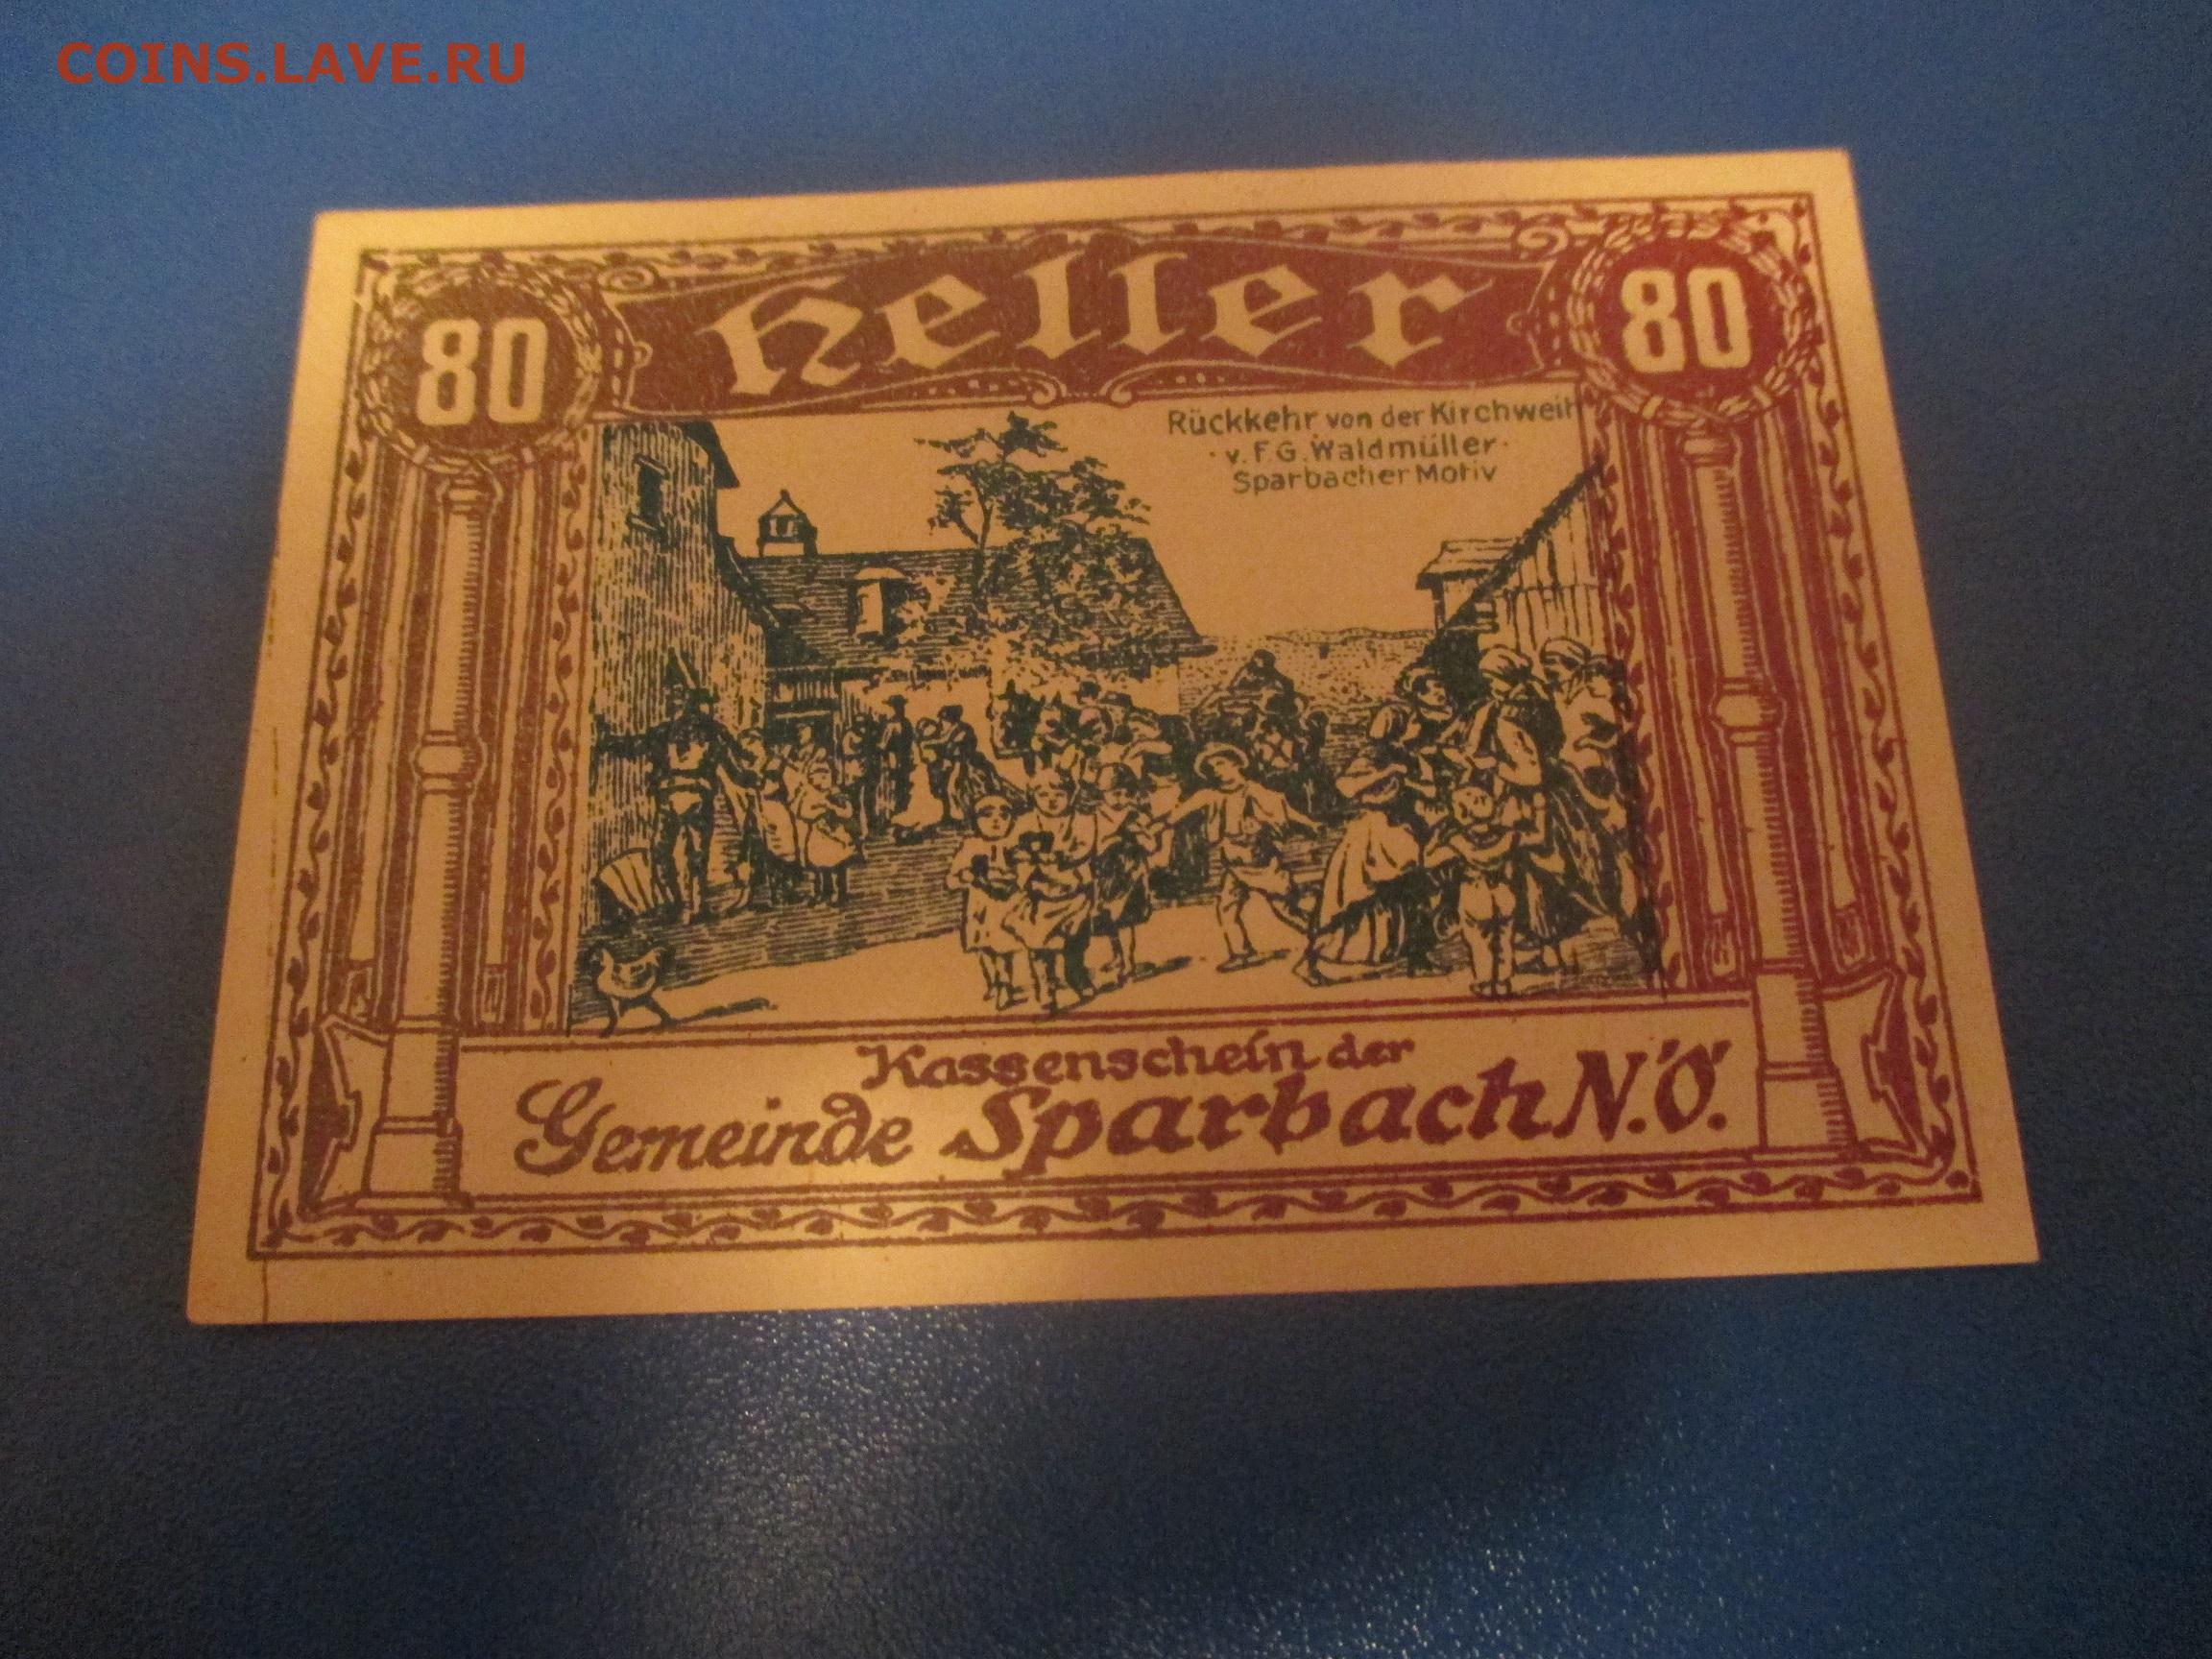 COINS.LAVE.RU
80 Heller 80
Rückkehr von der Kirchweih
· v. F. G. Waldmüller ·
Sparbacher Motiv
Kassenschein der
Gemeinde Sparbach N.Ö.